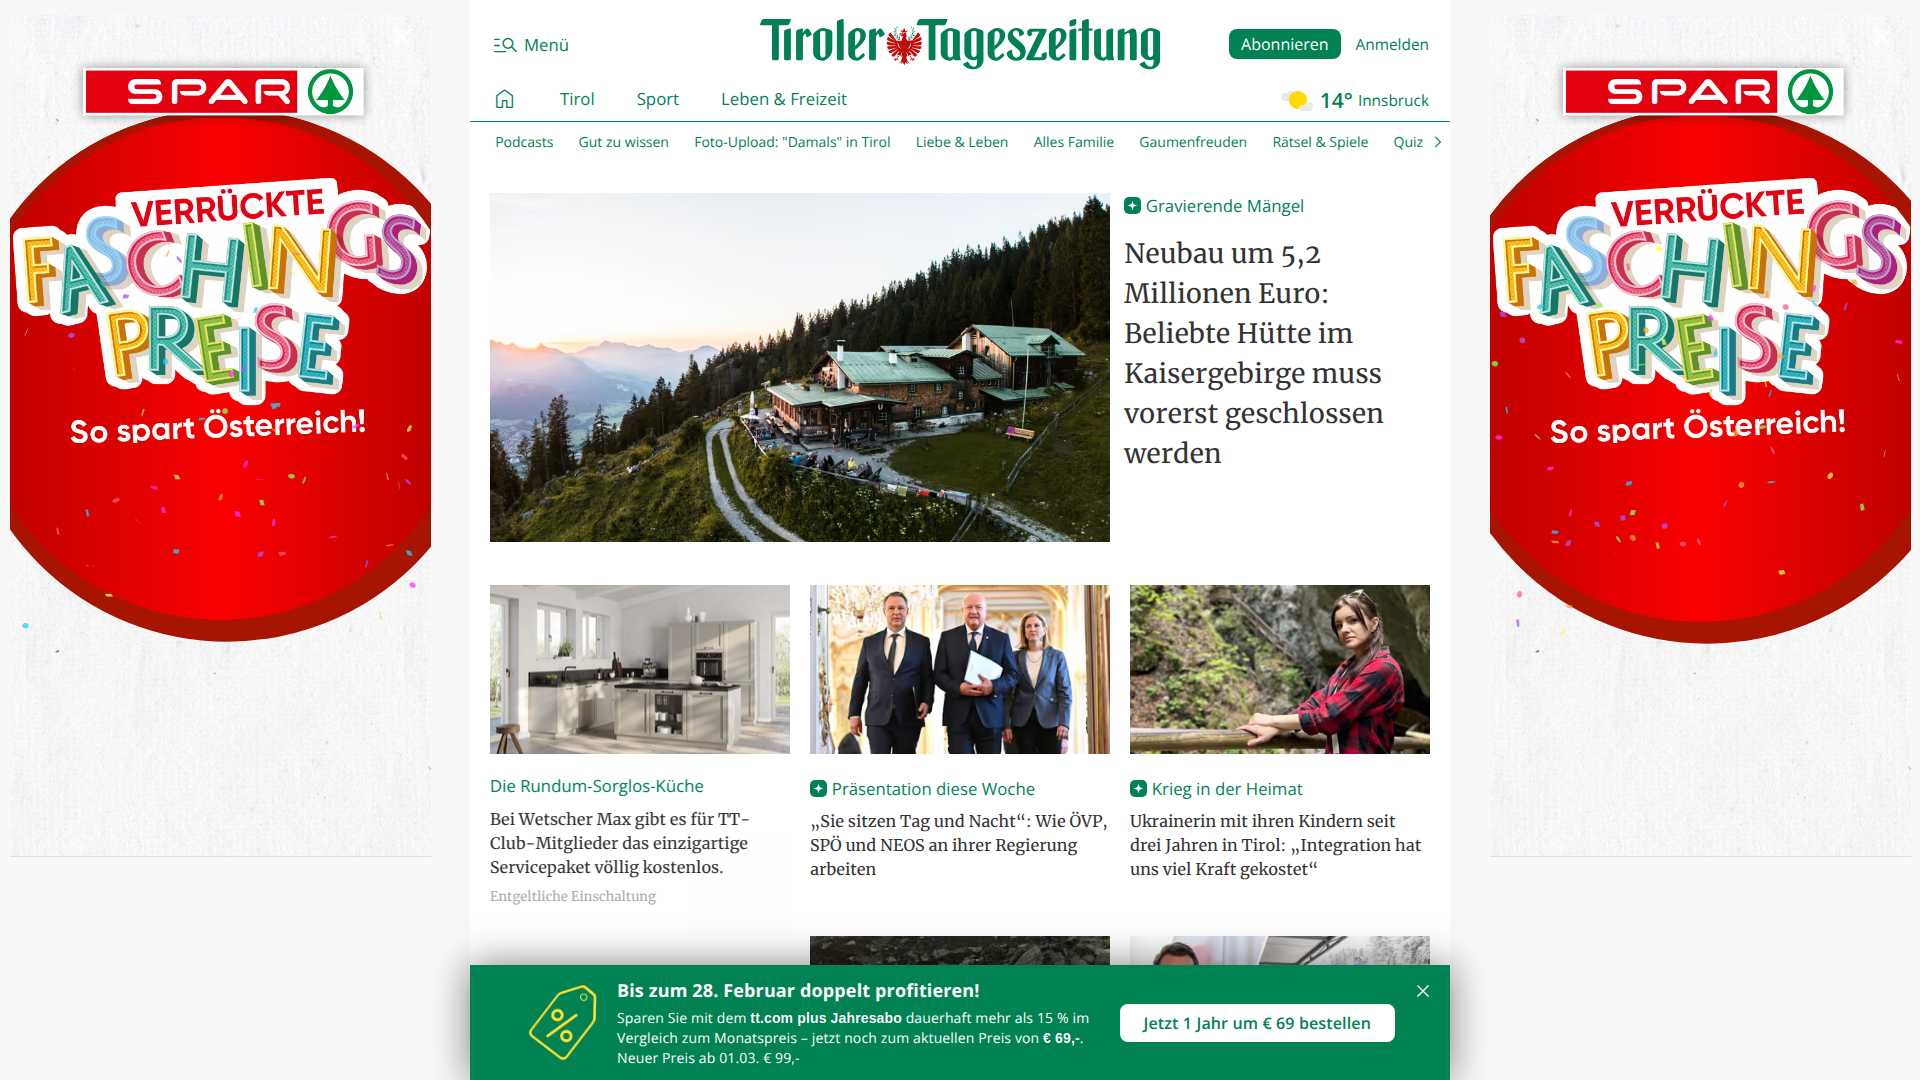 Menü
Tiroler Tageszeitung
Abonnieren
Anmelden
Tirol
Sport
Leben & Freizeit
14° Innsbruck
Podcasts
Gut zu wissen
Foto-Upload: "Damals" in Tirol
Liebe & Leben
Alles Familie
Gaumenfreuden
Rätsel & Spiele
Quiz
SPAR
VERRÜCKTE
FASCHINGS
PREISE
So spart Österreich!
Gravierende Mängel
Neubau um 5,2
Millionen Euro:
Beliebte Hütte im
Kaisergebirge muss
vorerst geschlossen
werden
SPAR
VERRÜCKTE
FASCHINGS
PREISE
So spart Österreich!
Die Rundum-Sorglos-Küche
Bei Wetscher Max gibt es für TT-
Club-Mitglieder das einzigartige
Servicepaket völlig kostenlos.
Entgeltliche Einschaltung
Präsentation diese Woche
„Sie sitzen Tag und Nacht“: Wie ÖVP,
SPÖ und NEOS an ihrer Regierung
arbeiten
Krieg in der Heimat
Ukrainerin mit ihren Kindern seit
drei Jahren in Tirol: „Integration hat
uns viel Kraft gekostet“
Bis zum 28. Februar doppelt profitieren!
Sparen Sie mit dem tt.com plus Jahresabo dauerhaft mehr als 15 % im
Vergleich zum Monatspreis – jetzt noch zum aktuellen Preis von € 69,-.
Neuer Preis ab 01.03. € 99,-
Jetzt 1 Jahr um € 69 bestellen